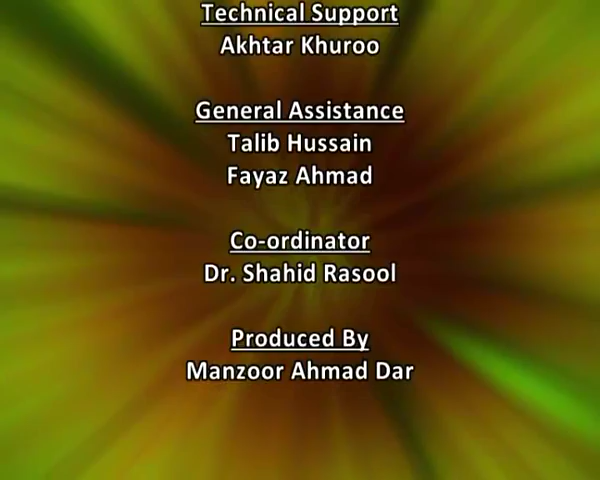 Technical Support
Akhtar Khuroo
General Assistance
Talib Hussain
Fayaz Ahmad
Co-ordinator
Dr. Shahid Rasool
Produced By
Manzoor Ahmad Dar